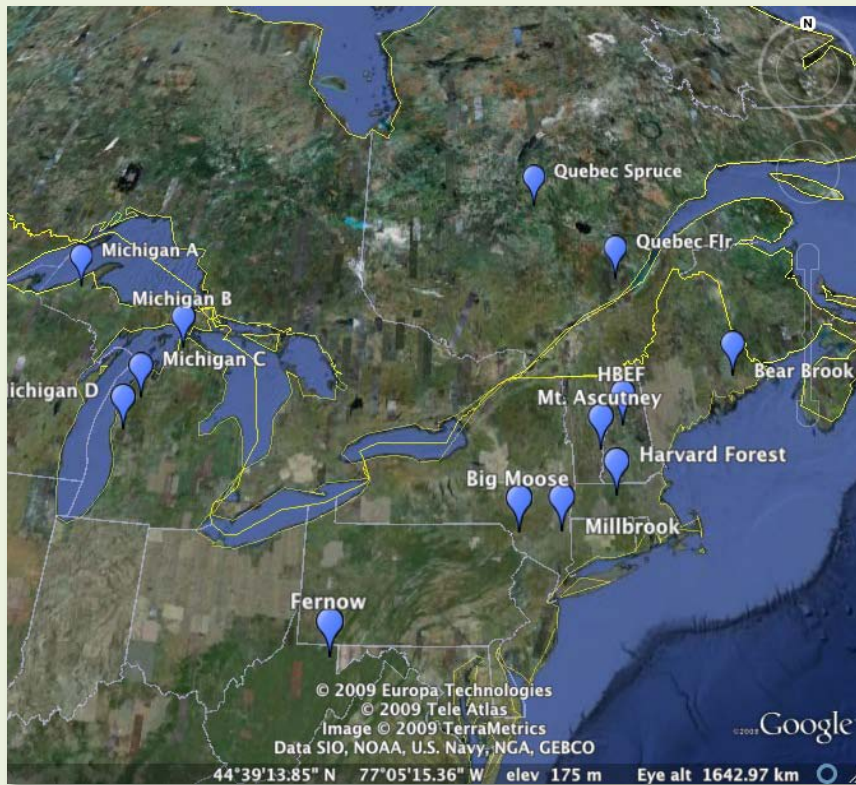 N
Quebec Spruce
Quebec Flr
Michigan A
Michigan B
Michigan C
ichigan D
HBEF
Bear Brook
Mt. Ascutney
Harvard Forest
Big Moose
Millbrook
Fernow
© 2009 Europa Technologies
© 2009 Tele Atlas
Image © 2009 TerraMetrics
Data SIO, NOAA, U.S. Navy, NGA, GEBCO
©2009 Google
44°39'13.85" N 77°05'15.36" W elev 175 m Eye alt 1642.97 km